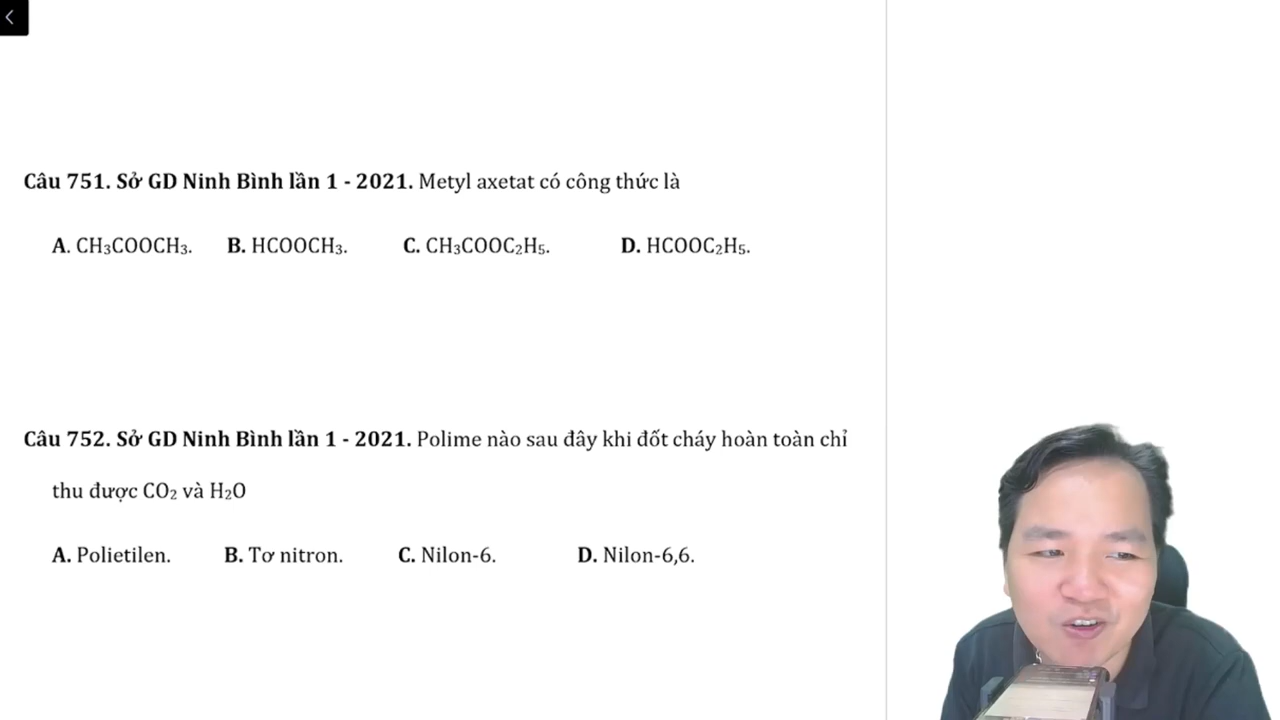 Câu 751. Sở GD Ninh Bình lần 1 - 2021. Metyl axetat có công thức là
A. CH₃COOCH₃. B. HCOOCH₃. C. CH₃COOC₂H₅. D. HCOOC₂H₅.
Câu 752. Sở GD Ninh Bình lần 1 - 2021. Polime nào sau đây khi đốt cháy hoàn toàn chỉ
thu được CO₂ và H₂O
A. Polietilen. B. Tơ nitron. C. Nilon-6. D. Nilon-6,6.